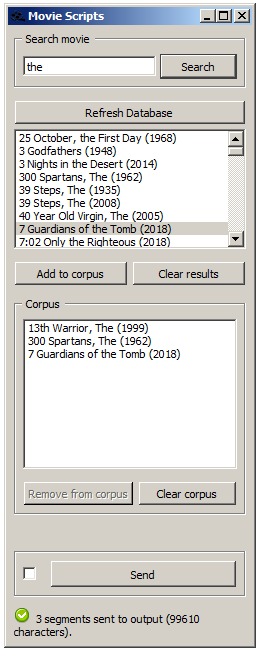 Movie Scripts
Search movie
the
Search
Refresh Database
25 October, the First Day (1968)
3 Godfathers (1948)
3 Nights in the Desert (2014)
300 Spartans, The (1962)
39 Steps, The (1935)
39 Steps, The (2008)
40 Year Old Virgin, The (2005)
7 Guardians of the Tomb (2018)
7:02 Only the Righteous (2018)
Add to corpus
Clear results
Corpus
13th Warrior, The (1999)
300 Spartans, The (1962)
7 Guardians of the Tomb (2018)
Remove from corpus
Clear corpus
Send
3 segments sent to output (99610
characters).